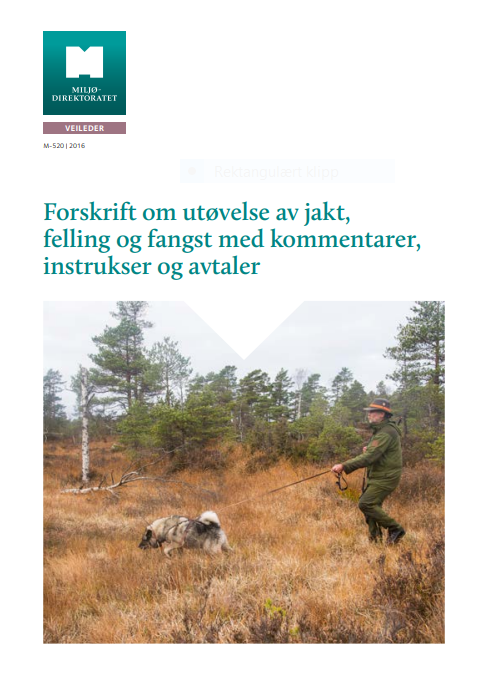 MILJØ-
DIREKTORATET
VEILEDER
M-520 | 2016
Rektangulært klipp
Forskrift om utøvelse av jakt,
felling og fangst med kommentarer,
instrukser og avtaler